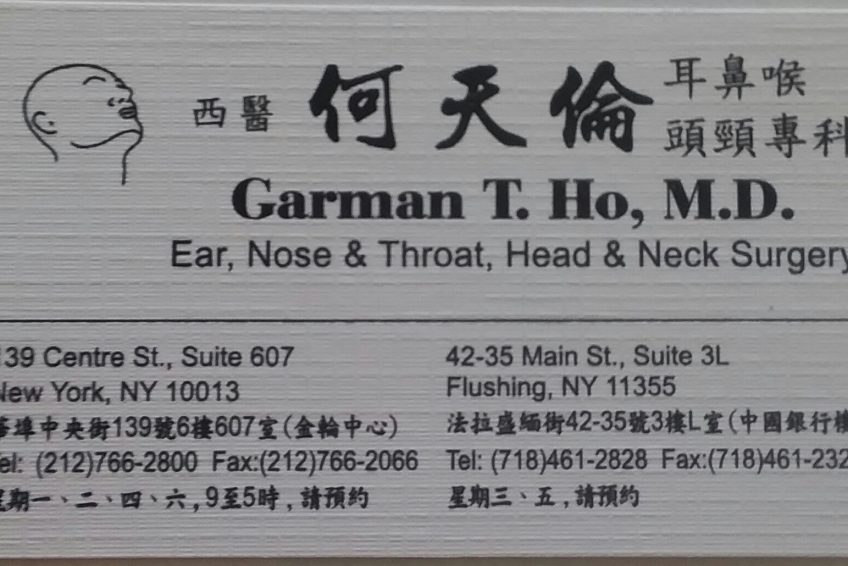 西醫 何天倫 耳鼻喉
頭頸專科
Garman T. Ho, M.D.
Ear, Nose & Throat, Head & Neck Surgery
139 Centre St., Suite 607
New York, NY 10013
華埠中央街139號6樓607室(金輪中心)
Tel: (212)766-2800 Fax:(212)766-2066
星期一、二、四、六, 9至5時, 請預約
42-35 Main St., Suite 3L
Flushing, NY 11355
法拉盛緬街42-35號3樓L室(中國銀行樓
Tel: (718)461-2828 Fax:(718)461-232
星期三、五, 請預約